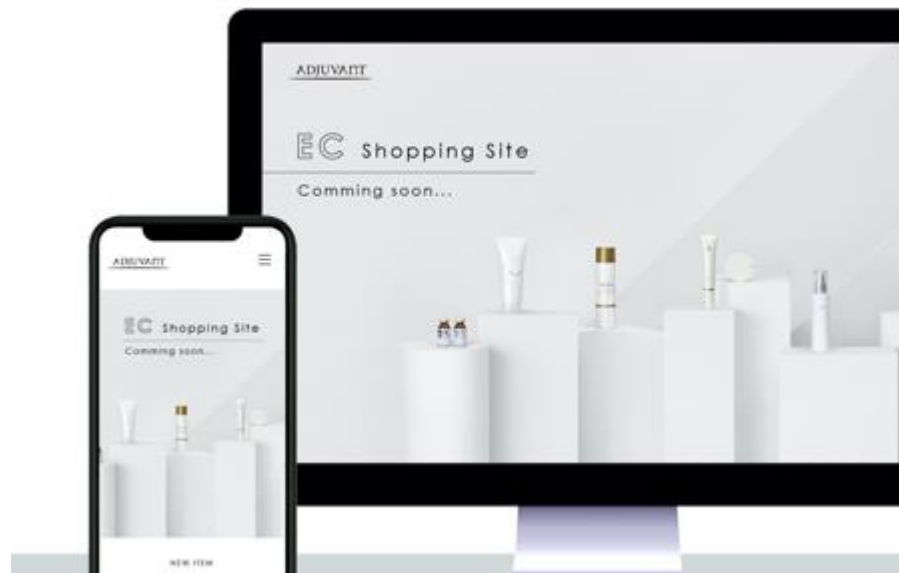 ADJUVANT
EC Shopping Site
Comming soon...
ADJUVANT
EC Shopping Site
Comming soon...
NEW ITEM